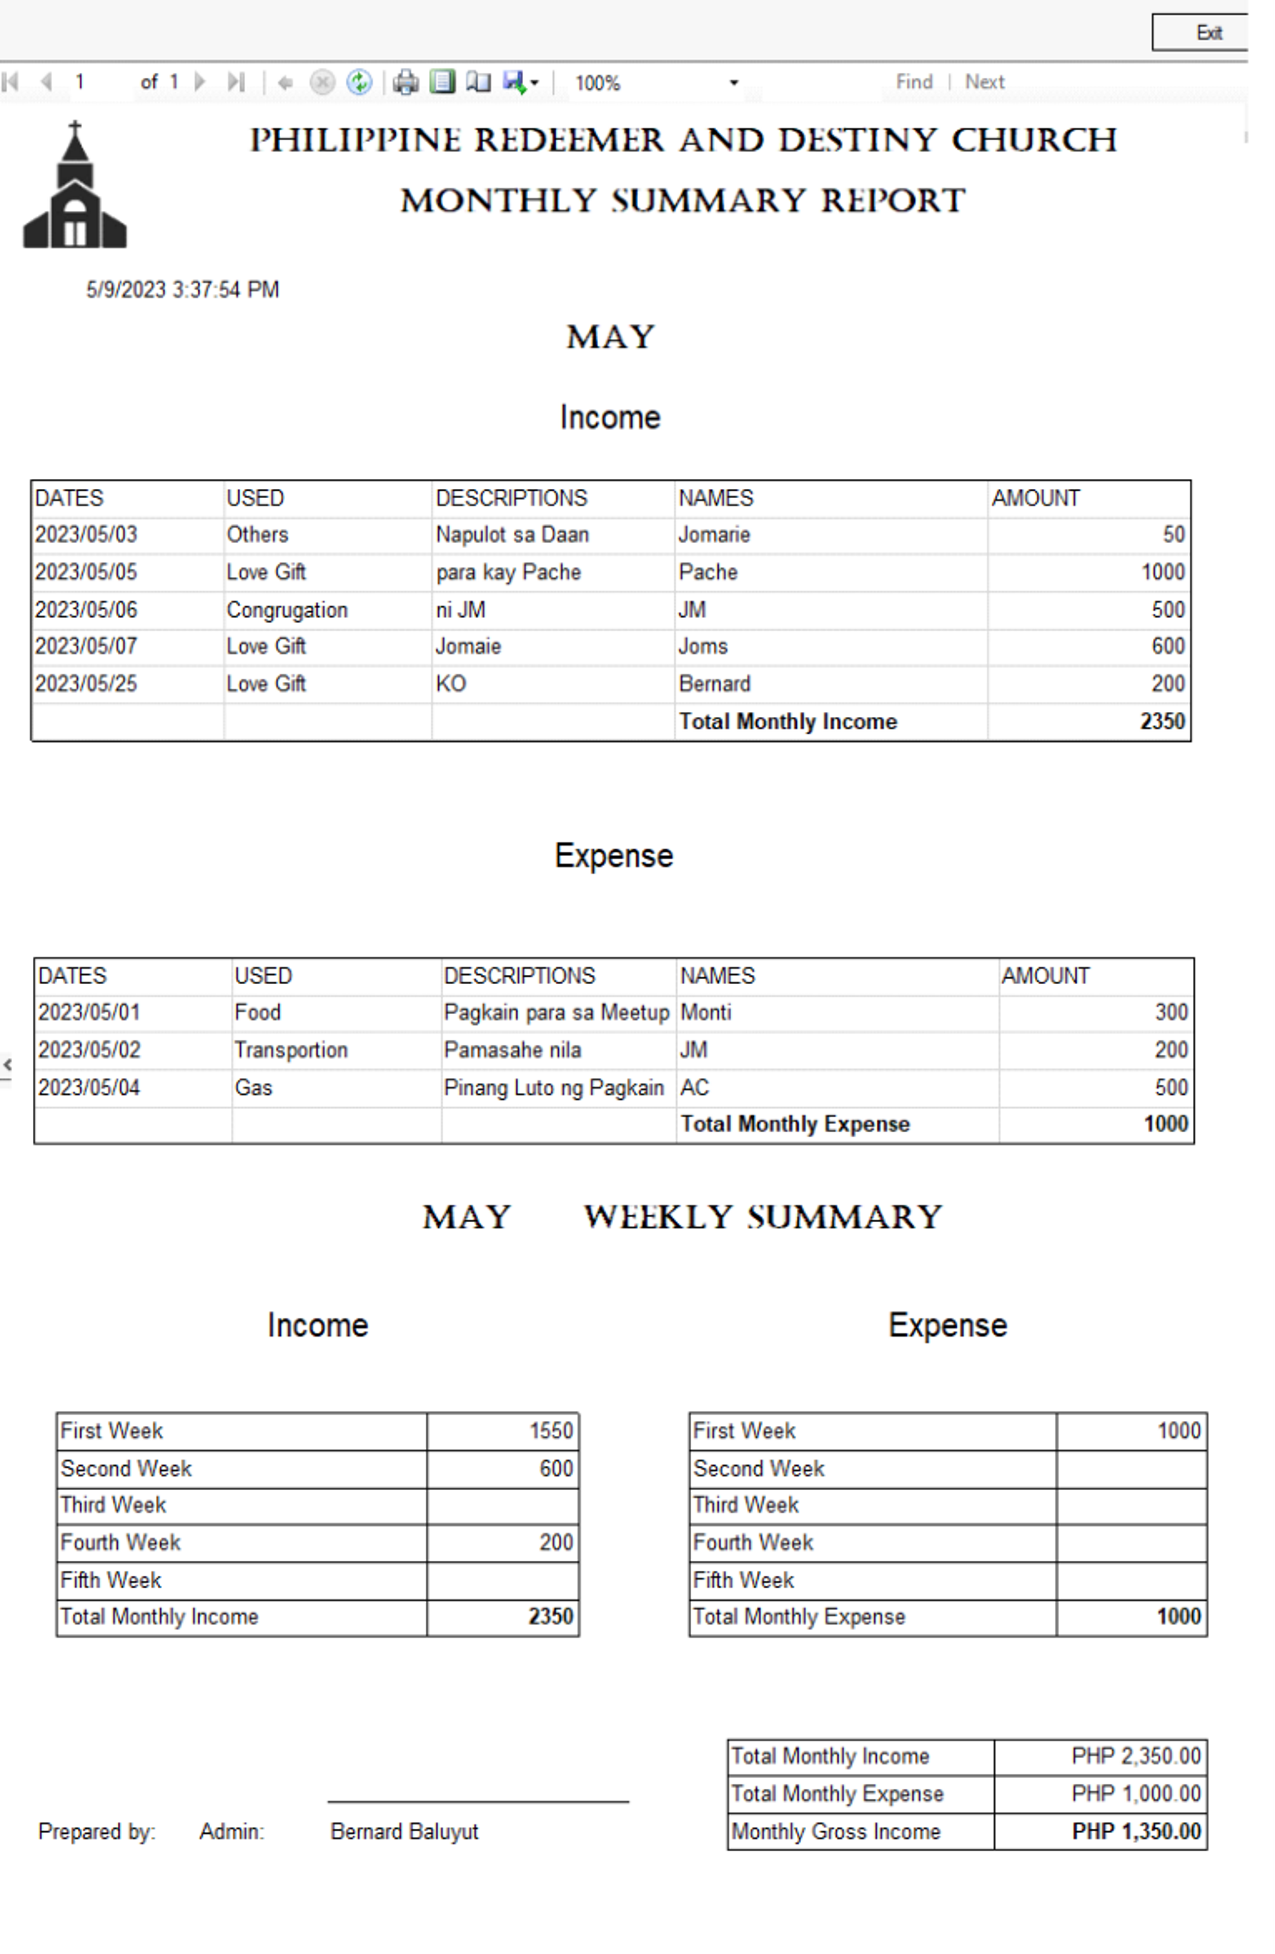 Exit
1 of 1 100% Find | Next
PHILIPPINE REDEEMER AND DESTINY CHURCH
MONTHLY SUMMARY REPORT
5/9/2023 3:37:54 PM
MAY
Income
DATES USED DESCRIPTIONS NAMES AMOUNT
2023/05/03 Others Napulot sa Daan Jomarie 50
2023/05/05 Love Gift para kay Pache Pache 1000
2023/05/06 Congrugation ni JM JM 500
2023/05/07 Love Gift Jomaie Joms 600
2023/05/25 Love Gift KO Bernard 200
Total Monthly Income 2350
Expense
DATES USED DESCRIPTIONS NAMES AMOUNT
2023/05/01 Food Pagkain para sa Meetup Monti 300
2023/05/02 Transportion Pamasahe nila JM 200
2023/05/04 Gas Pinang Luto ng Pagkain AC 500
Total Monthly Expense 1000
MAY WEEKLY SUMMARY
Income Expense
First Week 1550 First Week 1000
Second Week 600 Second Week
Third Week Third Week
Fourth Week 200 Fourth Week
Fifth Week Fifth Week
Total Monthly Income 2350 Total Monthly Expense 1000
Total Monthly Income PHP 2,350.00
Total Monthly Expense PHP 1,000.00
Prepared by: Admin: Bernard Baluyut Monthly Gross Income PHP 1,350.00